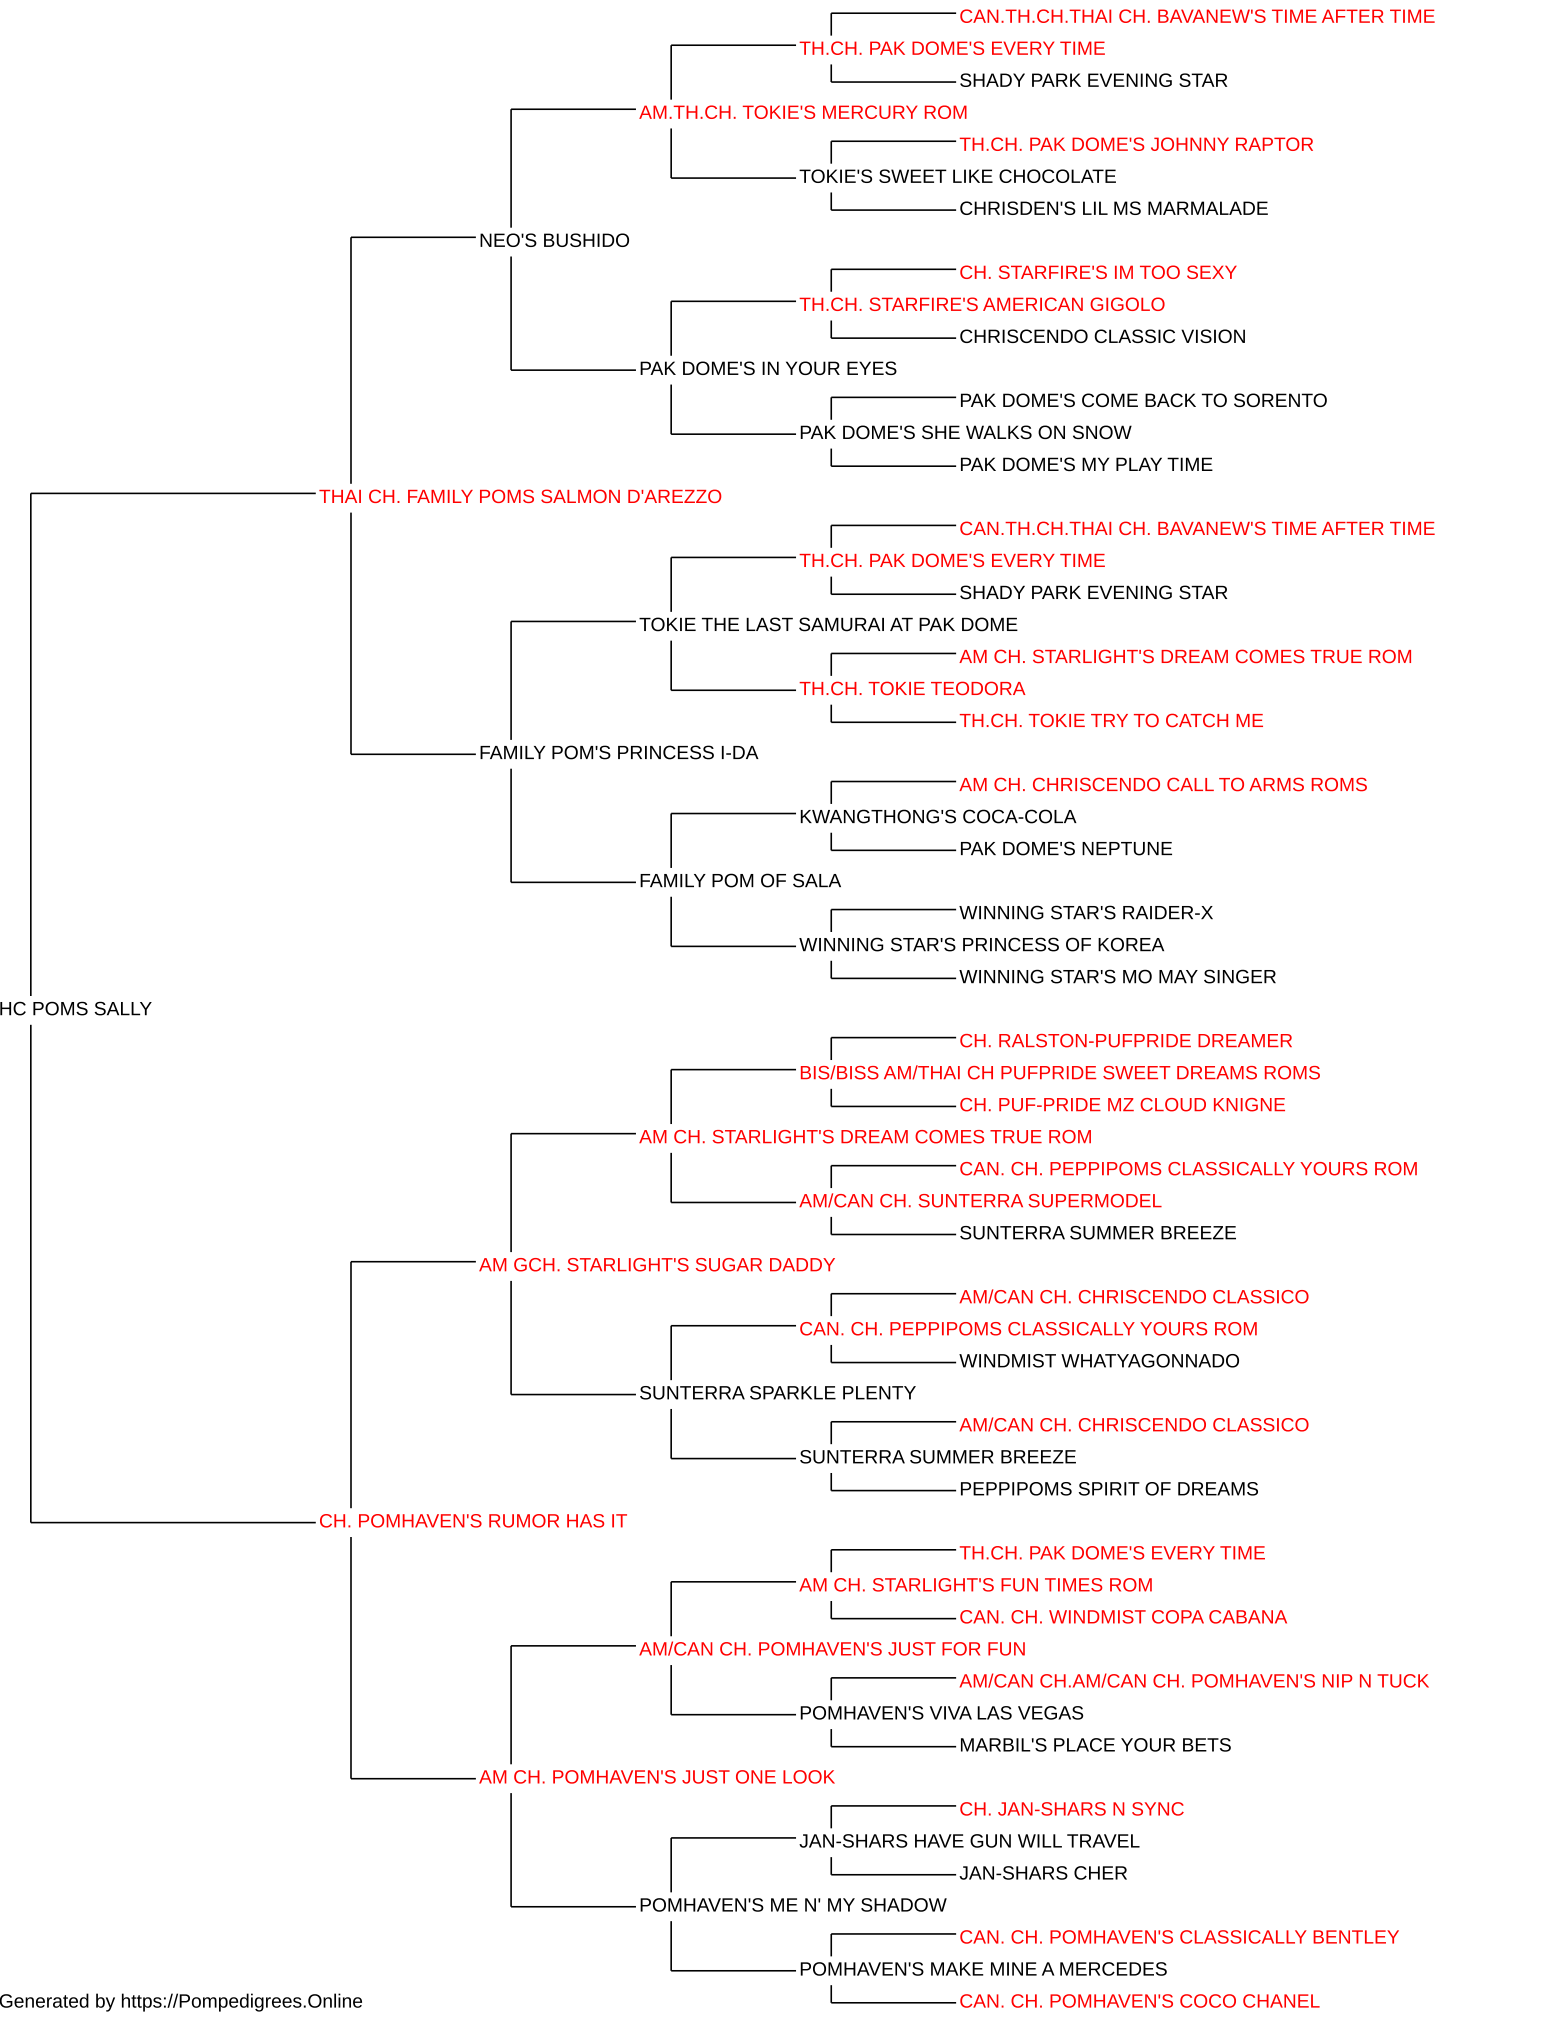 CAN.TH.CH.THAI CH. BAVANEW'S TIME AFTER TIME
TH.CH. PAK DOME'S EVERY TIME
SHADY PARK EVENING STAR
AM.TH.CH. TOKIE'S MERCURY ROM
TH.CH. PAK DOME'S JOHNNY RAPTOR
TOKIE'S SWEET LIKE CHOCOLATE
CHRISDEN'S LIL MS MARMALADE
NEO'S BUSHIDO
CH. STARFIRE'S IM TOO SEXY
TH.CH. STARFIRE'S AMERICAN GIGOLO
CHRISCENDO CLASSIC VISION
PAK DOME'S IN YOUR EYES
PAK DOME'S COME BACK TO SORENTO
PAK DOME'S SHE WALKS ON SNOW
PAK DOME'S MY PLAY TIME
THAI CH. FAMILY POMS SALMON D'AREZZO
CAN.TH.CH.THAI CH. BAVANEW'S TIME AFTER TIME
TH.CH. PAK DOME'S EVERY TIME
SHADY PARK EVENING STAR
TOKIE THE LAST SAMURAI AT PAK DOME
AM CH. STARLIGHT'S DREAM COMES TRUE ROM
TH.CH. TOKIE TEODORA
TH.CH. TOKIE TRY TO CATCH ME
FAMILY POM'S PRINCESS I-DA
AM CH. CHRISCENDO CALL TO ARMS ROMS
KWANGTHONG'S COCA-COLA
PAK DOME'S NEPTUNE
FAMILY POM OF SALA
WINNING STAR'S RAIDER-X
WINNING STAR'S PRINCESS OF KOREA
WINNING STAR'S MO MAY SINGER
HC POMS SALLY
CH. RALSTON-PUFPRIDE DREAMER
BIS/BISS AM/THAI CH PUFPRIDE SWEET DREAMS ROMS
CH. PUF-PRIDE MZ CLOUD KNIGNE
AM CH. STARLIGHT'S DREAM COMES TRUE ROM
CAN. CH. PEPPIPOMS CLASSICALLY YOURS ROM
AM/CAN CH. SUNTERRA SUPERMODEL
SUNTERRA SUMMER BREEZE
AM GCH. STARLIGHT'S SUGAR DADDY
AM/CAN CH. CHRISCENDO CLASSICO
CAN. CH. PEPPIPOMS CLASSICALLY YOURS ROM
WINDMIST WHATYAGONNADO
SUNTERRA SPARKLE PLENTY
AM/CAN CH. CHRISCENDO CLASSICO
SUNTERRA SUMMER BREEZE
PEPPIPOMS SPIRIT OF DREAMS
CH. POMHAVEN'S RUMOR HAS IT
TH.CH. PAK DOME'S EVERY TIME
AM CH. STARLIGHT'S FUN TIMES ROM
CAN. CH. WINDMIST COPA CABANA
AM/CAN CH. POMHAVEN'S JUST FOR FUN
AM/CAN CH.AM/CAN CH. POMHAVEN'S NIP N TUCK
POMHAVEN'S VIVA LAS VEGAS
MARBIL'S PLACE YOUR BETS
AM CH. POMHAVEN'S JUST ONE LOOK
CH. JAN-SHARS N SYNC
JAN-SHARS HAVE GUN WILL TRAVEL
JAN-SHARS CHER
POMHAVEN'S ME N' MY SHADOW
CAN. CH. POMHAVEN'S CLASSICALLY BENTLEY
POMHAVEN'S MAKE MINE A MERCEDES
CAN. CH. POMHAVEN'S COCO CHANEL
Generated by https://Pompedigrees.Online